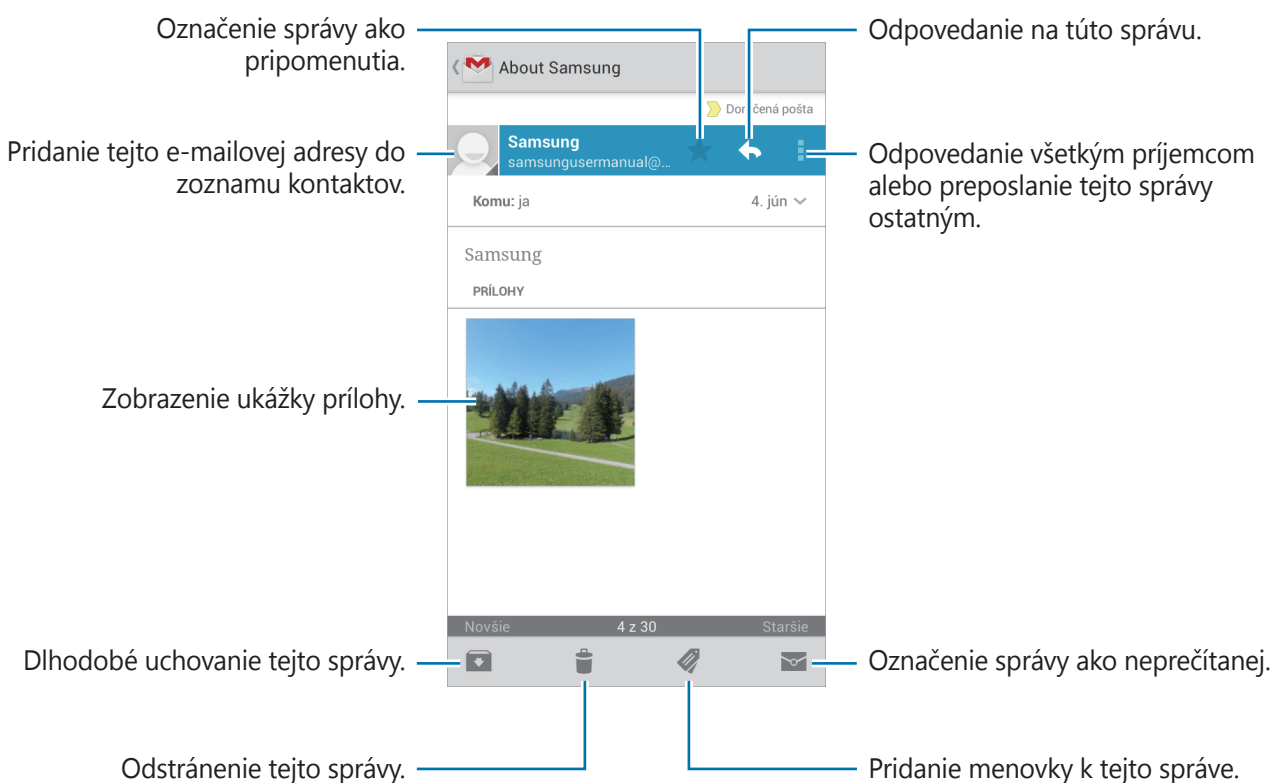 Označenie správy ako
pripomenutia.
Odpovedanie na túto správu.
About Samsung
Doručená pošta
Pridanie tejto e-mailovej adresy do
zoznamu kontaktov.
Samsung
samsungusermanual@...
Odpovedanie všetkým príjemcom
alebo preposlanie tejto správy
ostatným.
Komu: ja
4. jún
Samsung
PRÍLOHY
Zobrazenie ukážky prílohy.
Novšie
4 z 30
Staršie
Dlhodobé uchovanie tejto správy.
Označenie správy ako neprečítanej.
Odstránenie tejto správy.
Pridanie menovky k tejto správe.